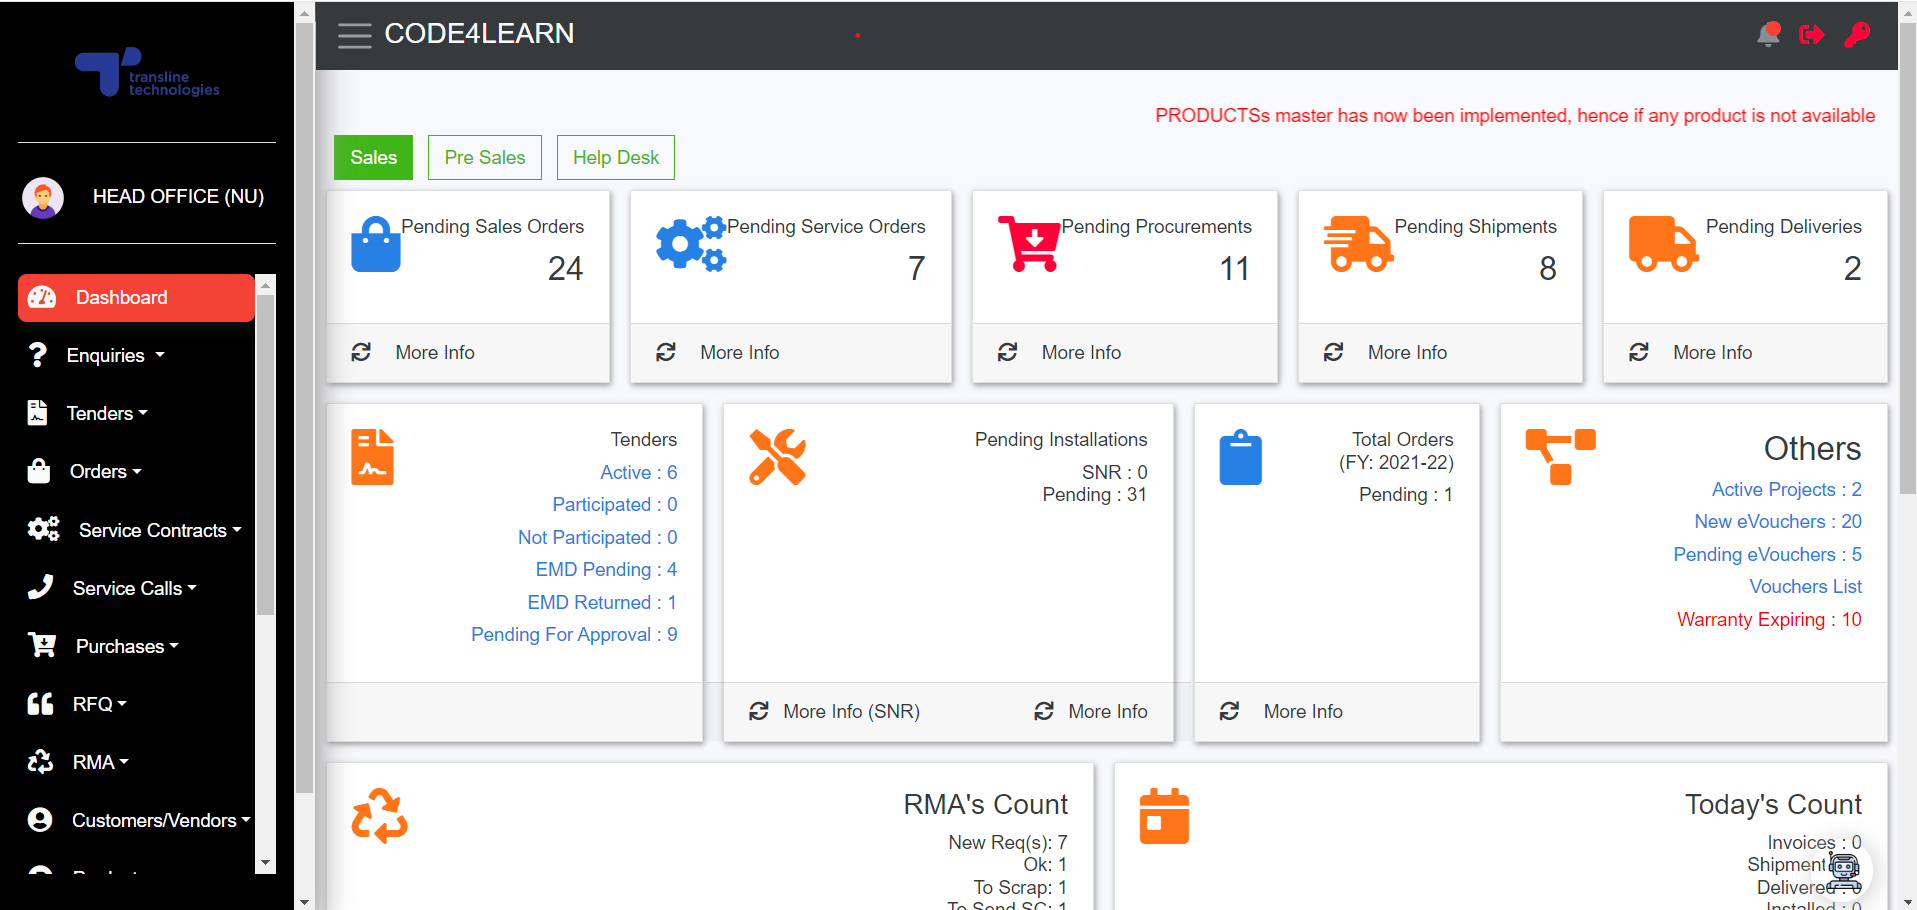 transline
technologies
CODE4LEARN
PRODUCTSs master has now been implemented, hence if any product is not available
HEAD OFFICE (NU)
Dashboard
Enquiries
Tenders
Orders
Service Contracts
Service Calls
Purchases
RFQ
RMA
Customers/Vendors
Sales
Pre Sales
Help Desk
Pending Sales Orders
24
More Info
Pending Service Orders
7
More Info
Pending Procurements
11
More Info
Pending Shipments
8
More Info
Pending Deliveries
2
More Info
Tenders
Active : 6
Participated : 0
Not Participated : 0
EMD Pending : 4
EMD Returned : 1
Pending For Approval : 9
Pending Installations
SNR : 0
Pending : 31
More Info (SNR)
More Info
Total Orders
(FY: 2021-22)
Pending : 1
More Info
Others
Active Projects : 2
New eVouchers : 20
Pending eVouchers : 5
Vouchers List
Warranty Expiring : 10
RMA's Count
New Req(s): 7
Ok: 1
To Scrap: 1
To Send SC: 1
Today's Count
Invoices : 0
Shipment
Delivered
Installed : 0